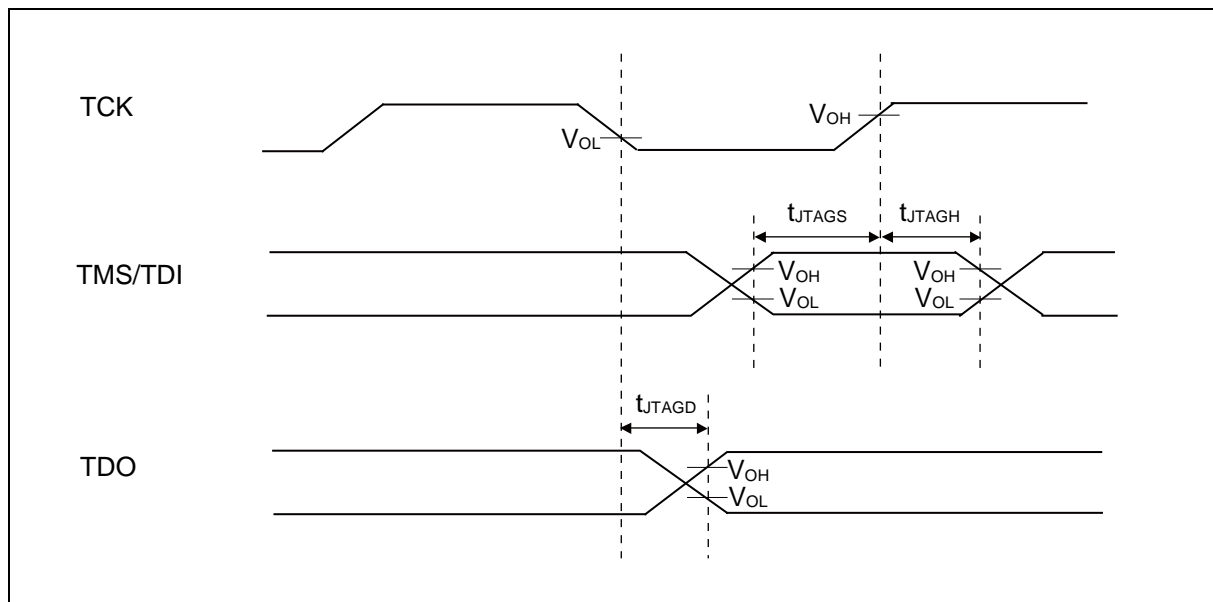 TCK
VOL
VOH
tJTAGS
tJTAGH
TMS/TDI
VOH
VOL
VOH
VOL
tJTAGD
TDO
VOH
VOL